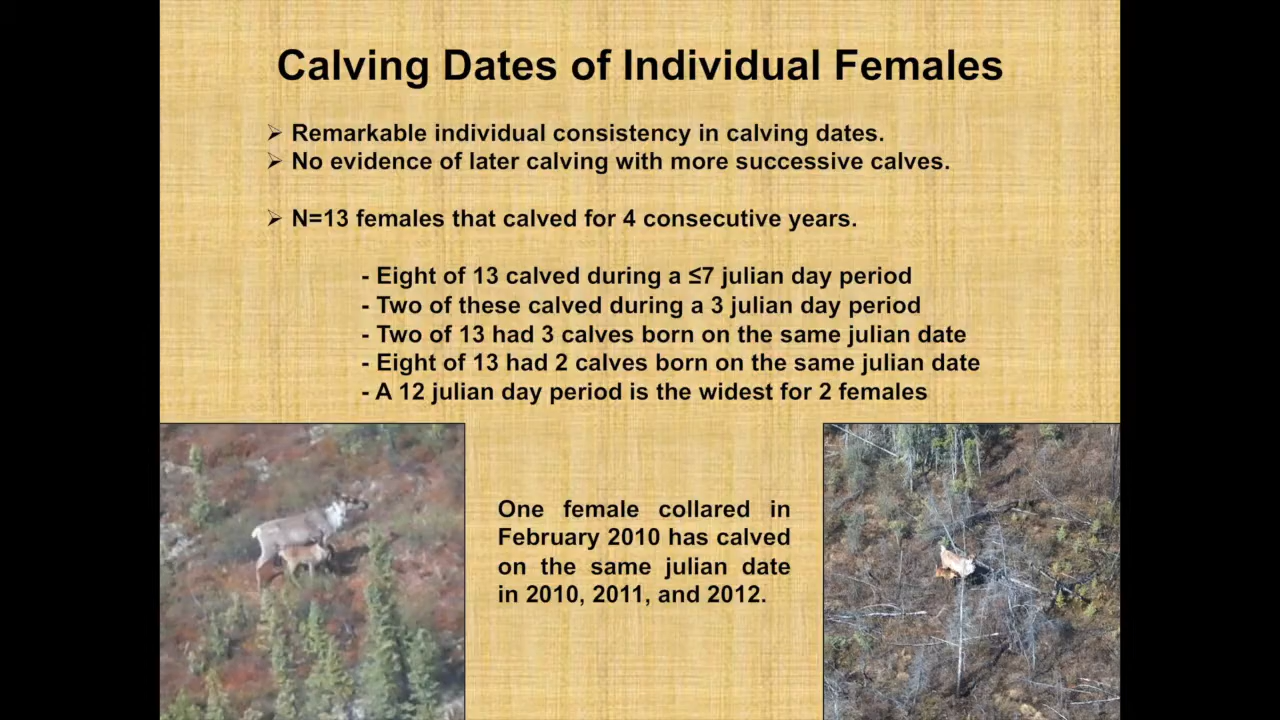 Calving Dates of Individual Females
➢ Remarkable individual consistency in calving dates.
➢ No evidence of later calving with more successive calves.
➢ N=13 females that calved for 4 consecutive years.
- Eight of 13 calved during a ≤7 julian day period
- Two of these calved during a 3 julian day period
- Two of 13 had 3 calves born on the same julian date
- Eight of 13 had 2 calves born on the same julian date
- A 12 julian day period is the widest for 2 females
One female collared in
February 2010 has calved
on the same julian date
in 2010, 2011, and 2012.